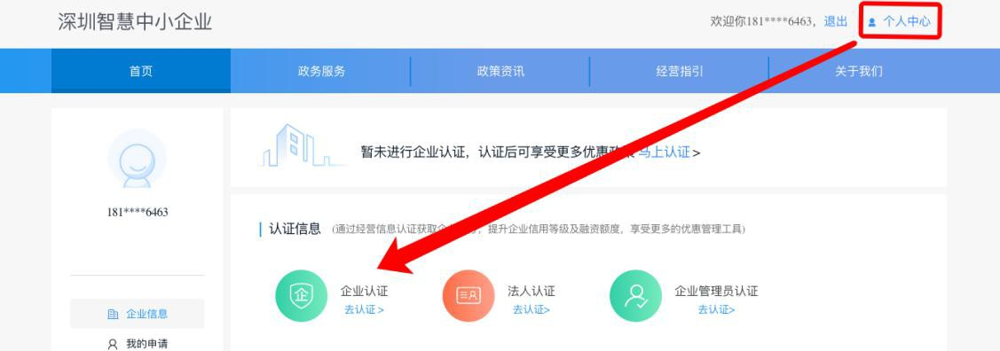 深圳智慧中小企业
欢迎你181****6463，退出 个人中心
首页 政务服务 政策资讯 经营指引 关于我们
暂未进行企业认证，认证后可享受更多优惠政策 马上认证 >
181****6463
认证信息 (通过经营信息认证获取企 ，提升企业信用等级及融资额度，享受更多的优惠管理工具)
企 企业认证 法人认证 企业管理员认证
去认证 > 去认证> 去认证>
企业信息
我的申请